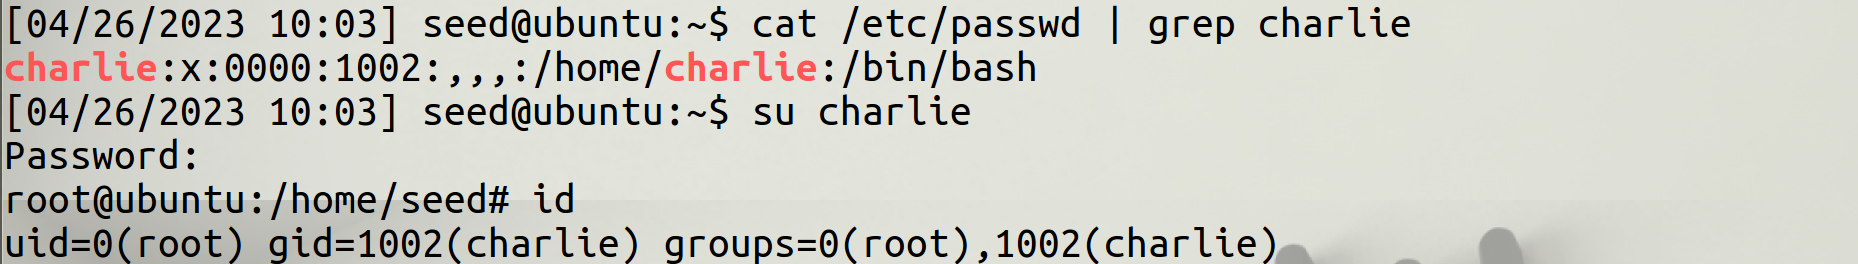 [04/26/2023 10:03] seed@ubuntu:~$ cat /etc/passwd | grep charlie
charlie:x:0000:1002:,,,:/home/charlie:/bin/bash
[04/26/2023 10:03] seed@ubuntu:~$ su charlie
Password:
root@ubuntu:/home/seed# id
uid=0(root) gid=1002(charlie) groups=0(root),1002(charlie)